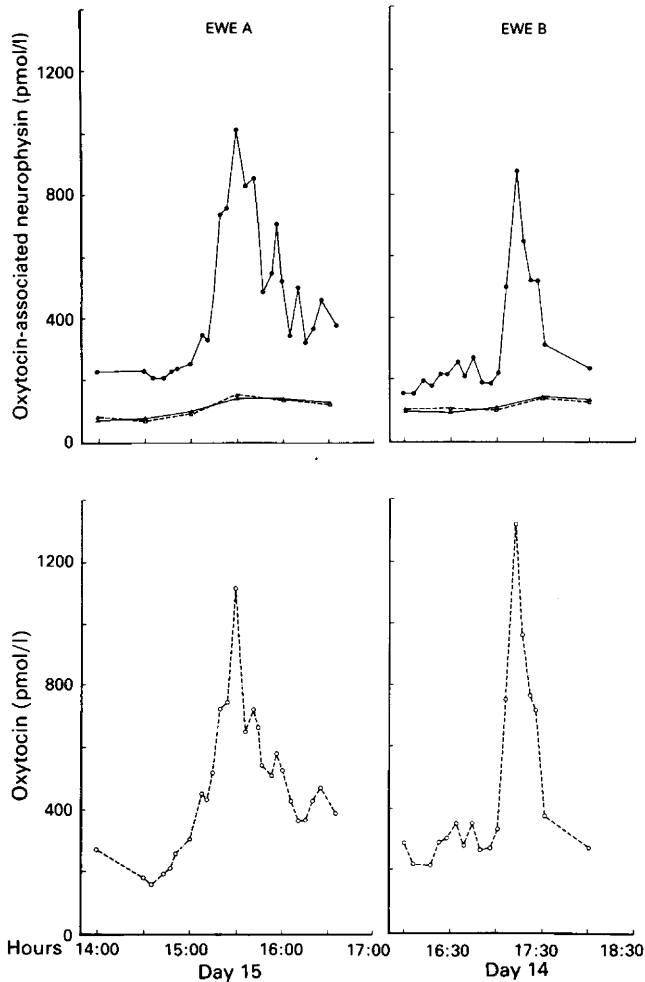 EWE A
EWE B
Oxytocin-associated neurophysin (pmol/l)
1200
800
400
0
Oxytocin (pmol/l)
1200
800
400
0
Hours
14:00 15:00 16:00 17:00
16:30 17:30 18:30
Day 15
Day 14